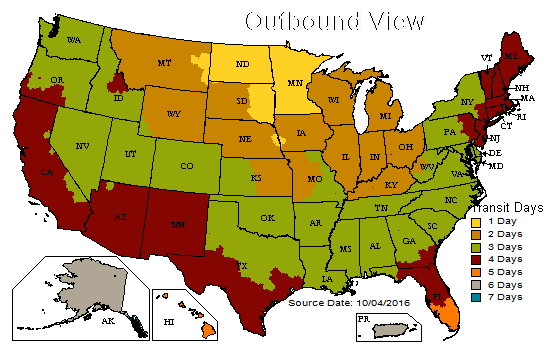 Outbound View
WA
MT
ND
MN
VT
ME
OR
ID
SD
WI
MI
NY
NH
MA
WY
RI
CT
NE
IA
PA
NJ
NV
UT
CO
IL
IN
OH
DE
MD
CA
KS
MO
KY
WV
VA
AZ
NM
OK
AR
TN
NC
TX
LA
MS
AL
GA
SC
FL
Transit Days
1 Day
2 Days
3 Days
4 Days
5 Days
6 Days
7 Days
Source Date: 10/04/2016
AK
HI
PR